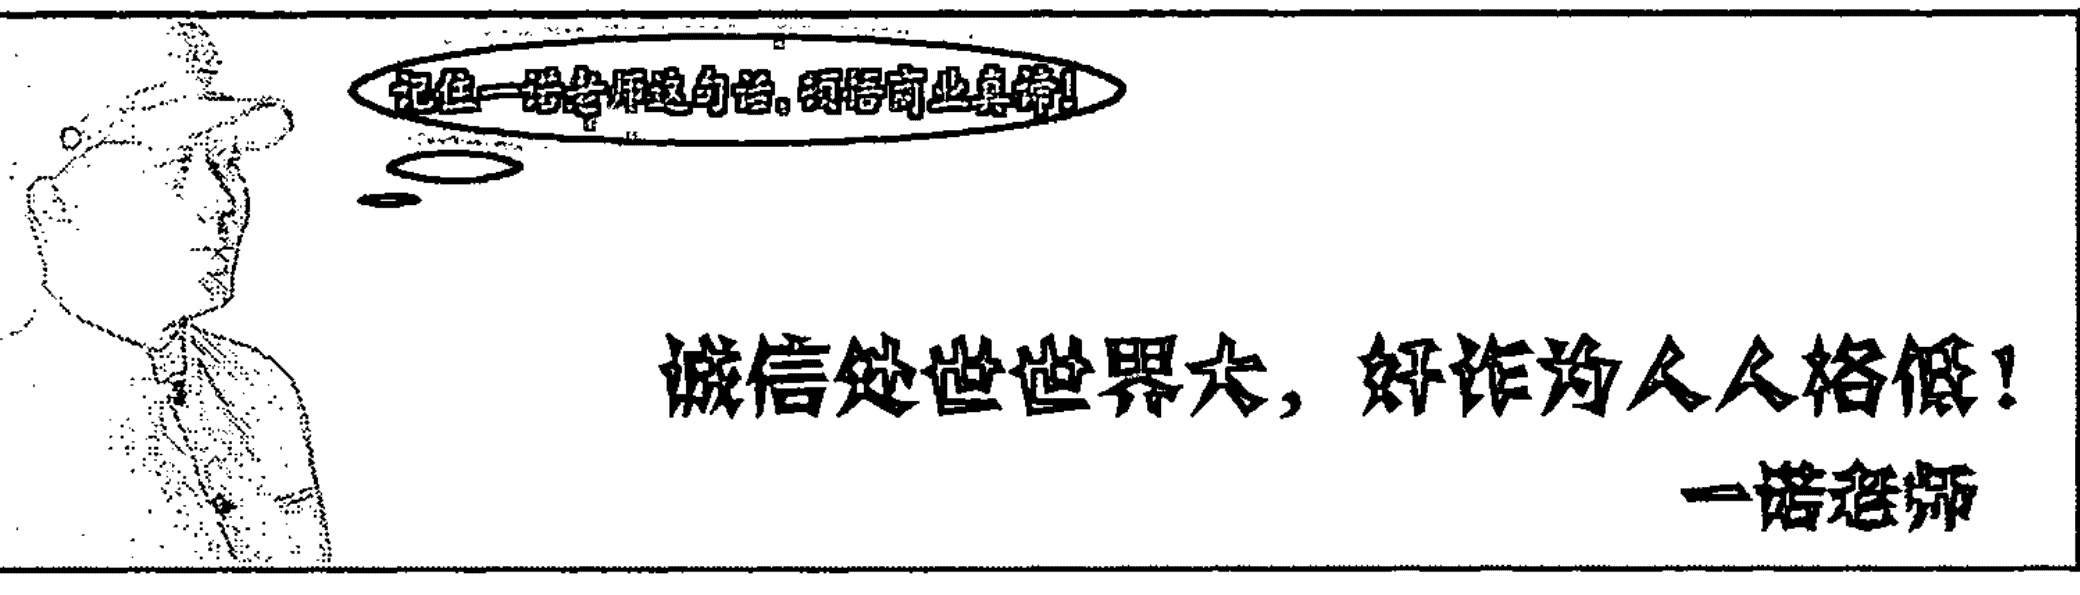 记住一诺老师这句话,须悟商业真谛!
诚信处世世界大，奸诈为人人格低！
一诺老师